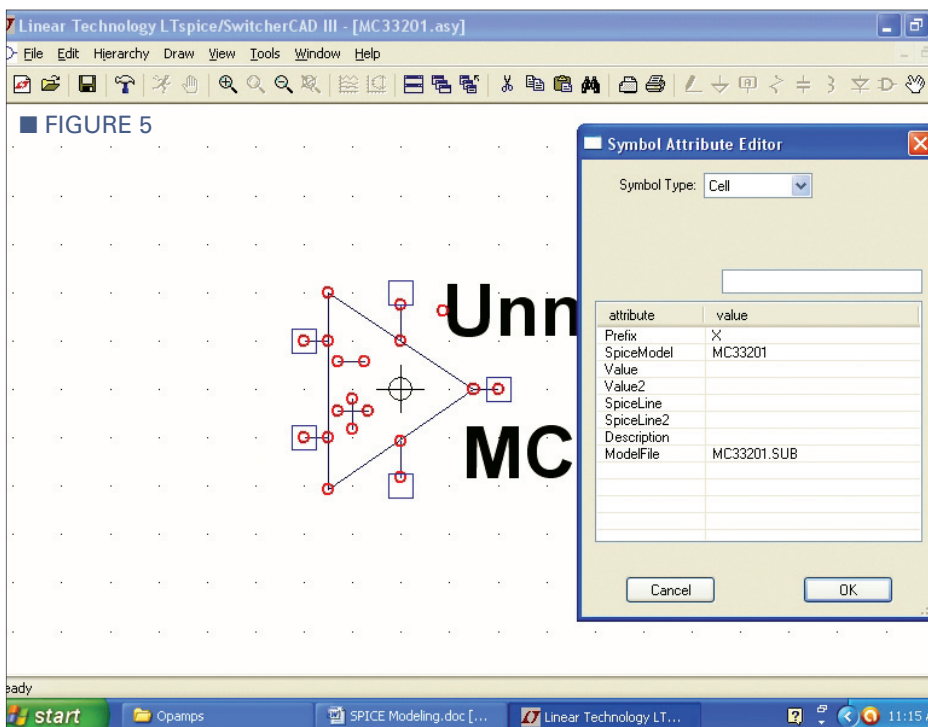 Linear Technology LTspice/SwitcherCAD III - [MC33201.asy]
File Edit Hierarchy Draw View Tools Window Help
■ FIGURE 5
Symbol Attribute Editor
Symbol Type: Cell
Unn
MC
attribute value
Prefix X
SpiceModel MC33201
Value
Value2
SpiceLine
SpiceLine2
Description
ModelFile MC33201.SUB
Cancel OK
eady
start Opamps SPICE Modeling.doc [... Linear Technology LT... 11:15